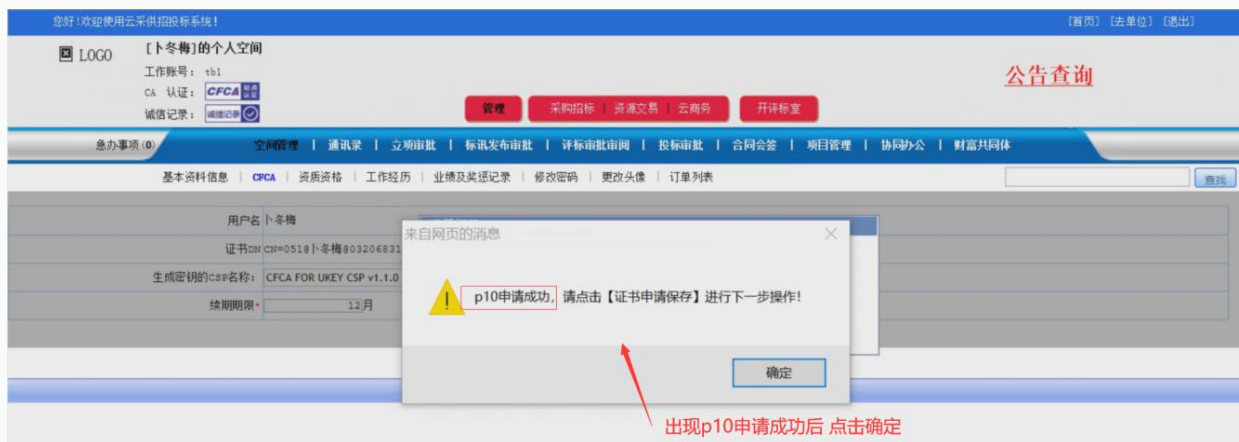 您好!欢迎使用云采供招投标系统!
[首页] [去单位] [退出]
LOGO
[卜冬梅]的个人空间
工作账号: tb1
CA 认证: CFCA
诚信记录: 诚信记录
公告查询
管理
采购招标 | 资源交易 | 云商务
开评标室
急办事项(0)
空间管理 | 通讯录 | 立项审批 | 标讯发布审批 | 评标审批审阅 | 投标审批 | 合同会签 | 项目管理 | 协同办公 | 财富共同体
基本资料信息 | CFCA | 资质资格 | 工作经历 | 业绩及奖惩记录 | 修改密码 | 更改头像 | 订单列表
查找
用户名 卜冬梅
证书DN CN=051@卜冬梅@03206831
生成密钥的CSP名称: CFCA FOR UKEY CSP v1.1.0
续期期限* 12月
来自网页的消息
p10申请成功,请点击【证书申请保存】进行下一步操作!
确定
出现p10申请成功后 点击确定